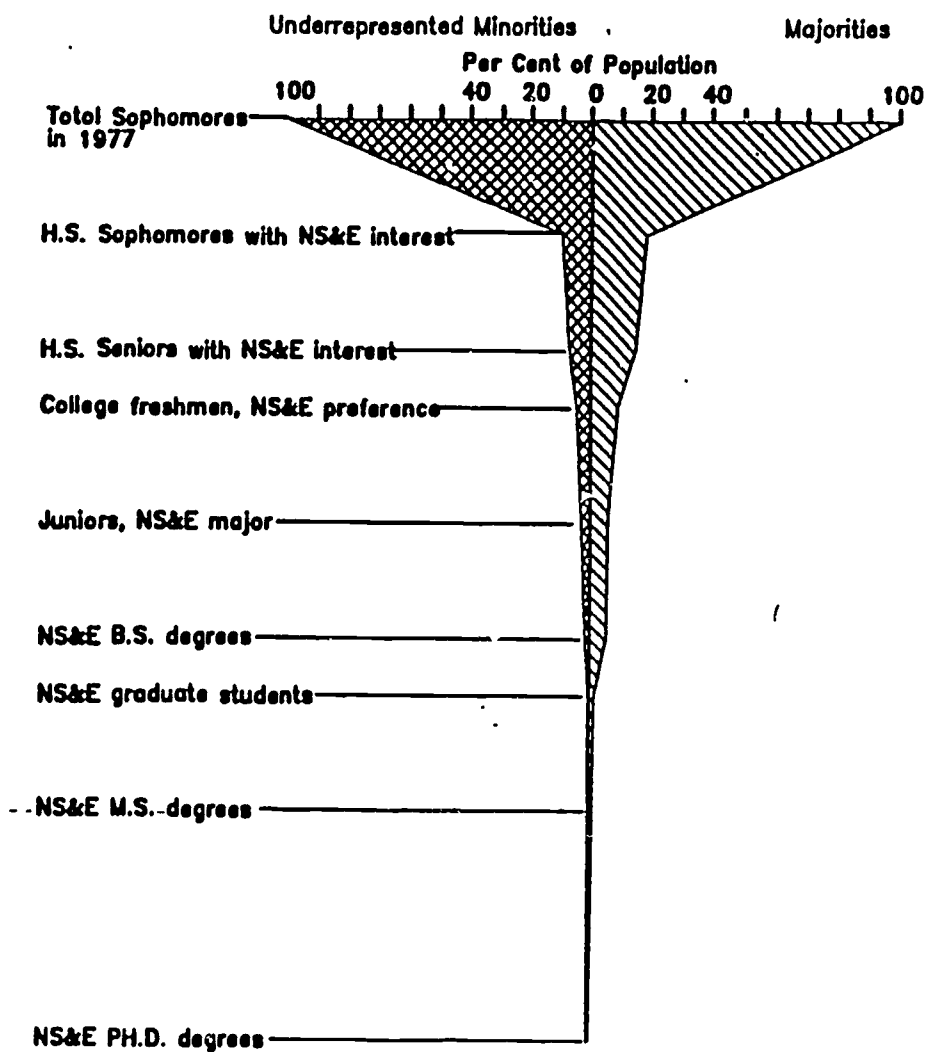 Underrepresented Minorities Majorities
Per Cent of Population
100 40 20 0 20 40 100
Total Sophomores
in 1977
H.S. Sophomores with NS&E interest
H.S. Seniors with NS&E interest
College freshmen, NS&E preference
Juniors, NS&E major
NS&E B.S. degrees
NS&E graduate students
NS&E M.S. degrees
NS&E PH.D. degrees